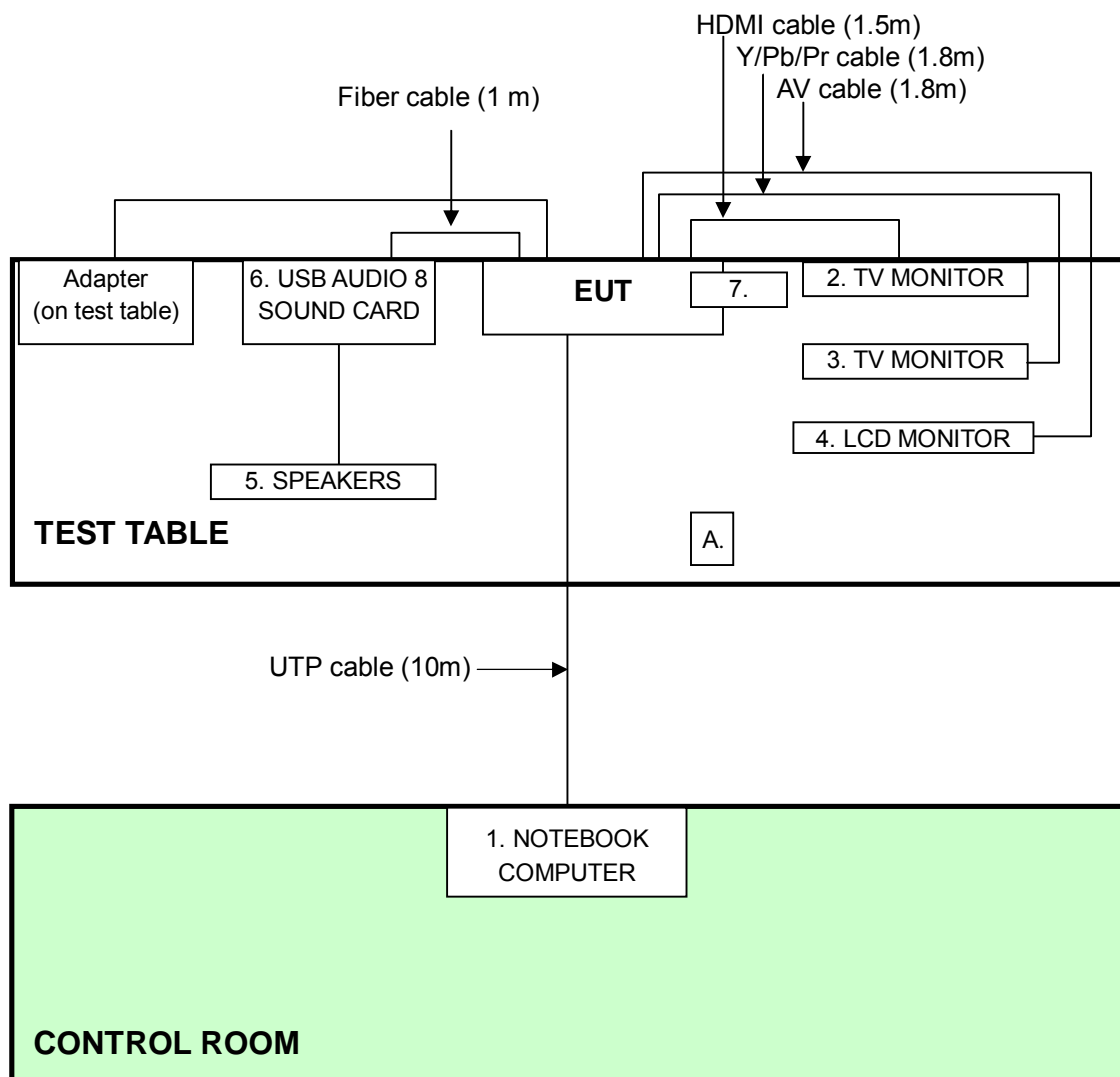 HDMI cable (1.5m)
Y/Pb/Pr cable (1.8m)
AV cable (1.8m)
Fiber cable (1 m)
Adapter
(on test table)
6. USB AUDIO 8
SOUND CARD
EUT
7.
2. TV MONITOR
3. TV MONITOR
4. LCD MONITOR
5. SPEAKERS
TEST TABLE
A.
UTP cable (10m)
1. NOTEBOOK
COMPUTER
CONTROL ROOM